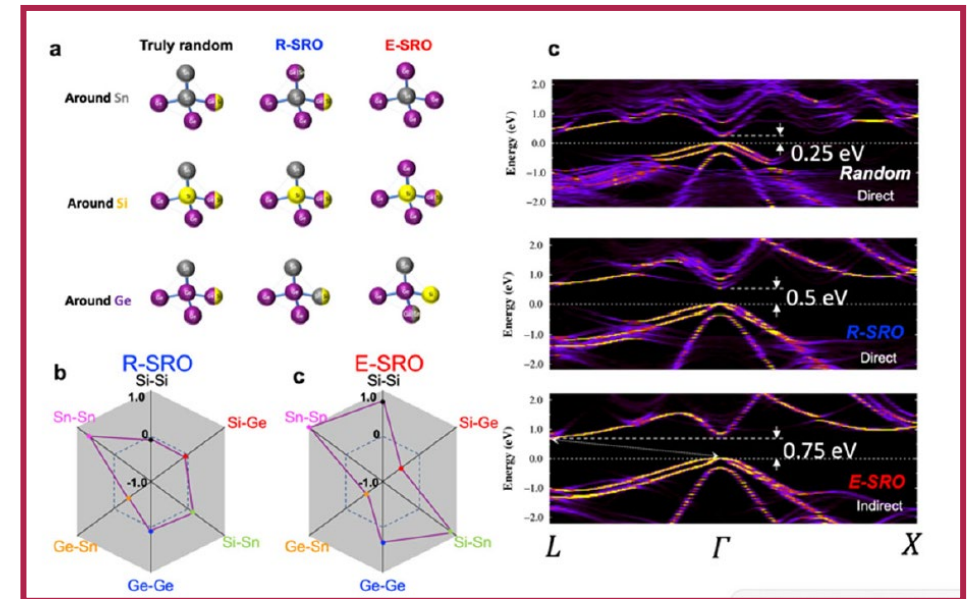 a
Truly random
R-SRO
E-SRO
Around Sn
Around Si
Around Ge
b
R-SRO
Si-Si
1.0
0
-1.0
Sn-Sn
Si-Ge
Ge-Sn
Si-Sn
Ge-Ge
c
E-SRO
Si-Si
1.0
0
-1.0
Sn-Sn
Si-Ge
Ge-Sn
Si-Sn
Ge-Ge
c
Energy (eV)
2.0
1.0
0.0
-1.0
-2.0
0.25 eV
Random
Direct
Energy (eV)
2.0
1.0
0.0
-1.0
-2.0
0.5 eV
R-SRO
Direct
Energy (eV)
2.0
1.0
0.0
-1.0
-2.0
0.75 eV
E-SRO
Indirect
L Γ X